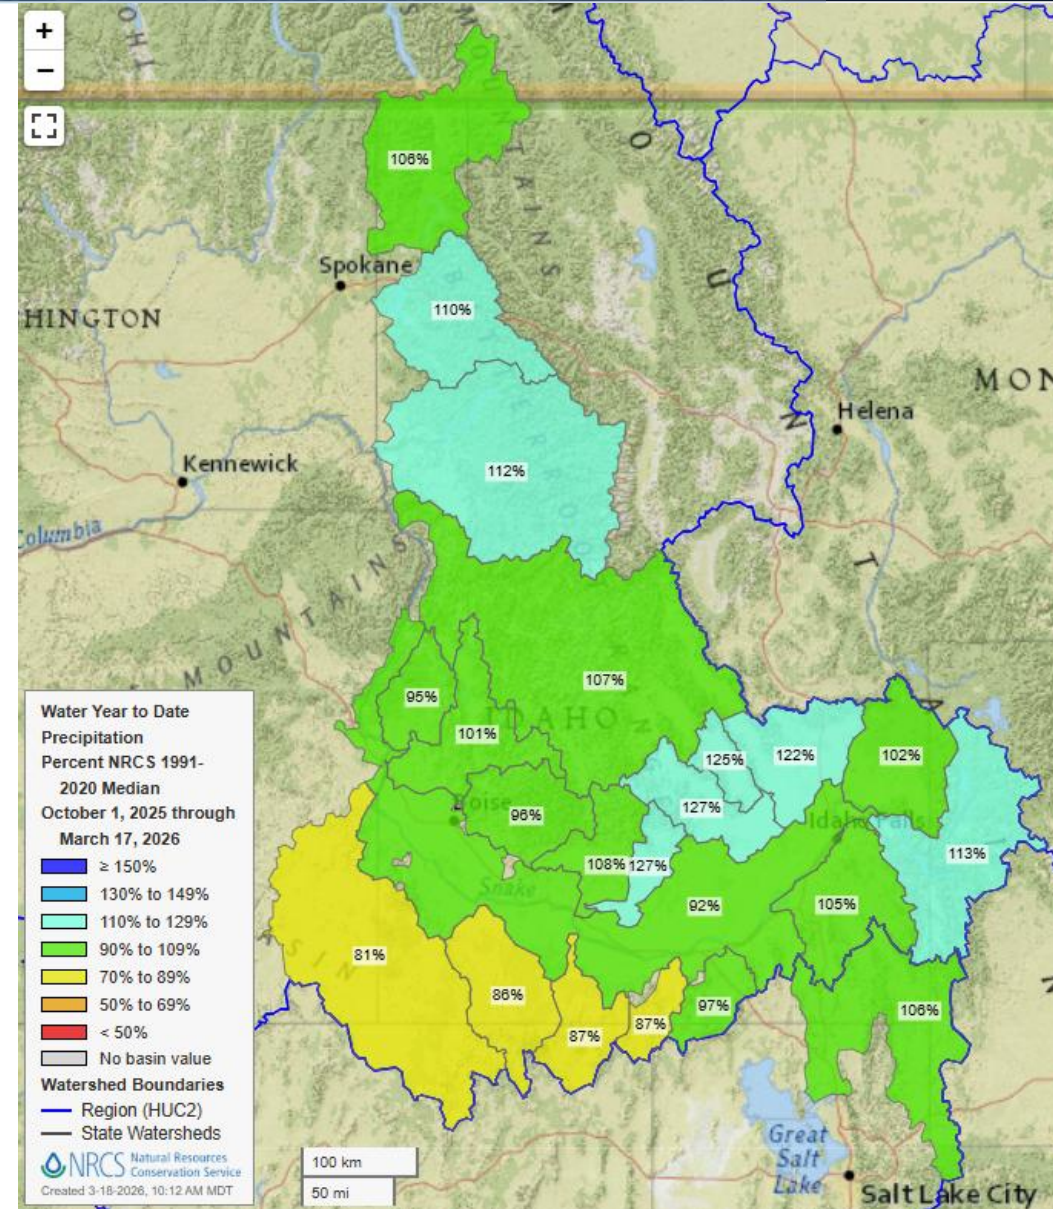 +
−
OHI
106%
Spokane
110%
HINGTON
MON
Helena
Kennewick
112%
Columbia
MOUNTAINS
107%
95%
IDAHO
101%
125%
122%
102%
127%
Boise
96%
Idaho Falls
113%
108%
127%
Snake
92%
105%
81%
ASIN
86%
97%
106%
87%
87%
Great
Salt
Lake
Salt Lake City
Water Year to Date
Precipitation
Percent NRCS 1991-
2020 Median
October 1, 2025 through
March 17, 2026
≥ 150%
130% to 149%
110% to 129%
90% to 109%
70% to 89%
50% to 69%
< 50%
No basin value
Watershed Boundaries
Region (HUC2)
State Watersheds
NRCS Natural Resources
Conservation Service
Created 3-18-2026, 10:12 AM MDT
100 km
50 mi